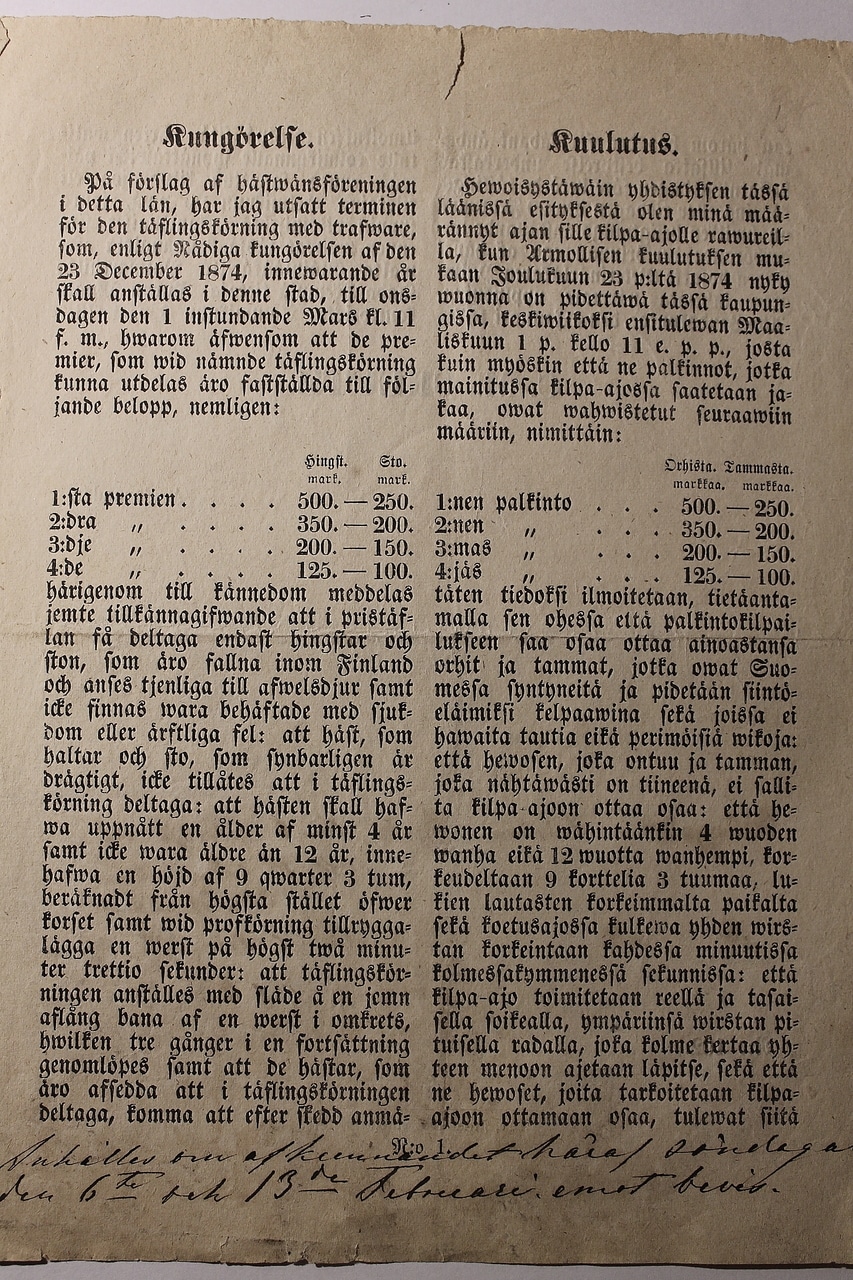 Kungörelse.
På förslag af hästwänsföreningen
i detta län, har jag utsatt terminen
för den täflingskörning med trafware,
som, enligt Nådiga kungörelsen af den
23 December 1874, innewarande år
skall anställas i denne stad, till ons-
dagen den 1 instundande Mars kl. 11
f. m., hwarom äfwensom att de pre-
mier, som wid nämnde täflingskörning
kunna utdelas äro fastställda till föl-
jande belopp, nemligen:
Hingst. Sto.
mark. mark.
1:sta premien . . . . 500. — 250.
2:dra „ . . . . 350. — 200.
3:dje „ . . . . 200. — 150.
4:de „ . . . . 125. — 100.
härigenom till kännedom meddelas
jemte tillkännagifwande att i pristäf-
lan få deltaga endast hingstar och
ston, som äro fallna inom Finland
och anses tjenliga till afwelsdjur samt
icke finnas wara behäftade med sjuk-
dom eller ärftliga fel: att häst, som
haltar och sto, som synbarligen är
drägtigt, icke tillåtes att i täflings-
körning deltaga: att hästen skall haf-
wa uppnått en ålder af minst 4 år
samt icke wara äldre än 12 år, inne-
hafwa en höjd af 9 qwarter 3 tum,
beräknadt från högsta stället öfwer
korset samt wid profkörning tillrygga-
lägga en werst på högst twå minu-
ter trettio sekunder: att täflingskör-
ningen anställes med släde å en jemn
aflång bana af en werst i omkrets,
hwilken tre gånger i en fortsättning
genomlöpes samt att de hästar, som
äro afsedda att i täflingskörningen
deltaga, komma att efter skedd anmä-
Kuulutus.
Hewoisystäwäin yhdistyksen tässä
läänissä esityksestä olen minä mää-
rännyt ajan sille kilpa-ajolle rawureil-
la, kun Armollisen kuulutuksen mu-
kaan Joulukuun 23 p:ltä 1874 nyky
wuonna on pidettäwä tässä kaupun-
gissa, keskiwiikoksi ensitulewan Maa-
liskuun 1 p. kello 11 e. p. p., josta
kuin myöskin että ne palkinnot, jotka
mainitussa kilpa-ajossa saatetaan ja-
kaa, owat wahwistetut seuraawiin
määriin, nimittäin:
Orhista. Tammasta.
markkaa. markkaa.
1:nen palkinto . . . 500. — 250.
2:nen „ . . . 350. — 200.
3:mas „ . . . 200. — 150.
4:jäs „ . . . 125. — 100.
täten tiedoksi ilmoitetaan, tietäanta-
malla sen ohessa että palkintokilpai-
lukseen saa osaa ottaa ainoastansa
orhit ja tammat, jotka owat Suo-
messa syntyneitä ja pidetään siintö-
eläimiksi kelpaawina sekä joissa ei
hawaita tautia eikä perimöisiä wikoja:
että hewosen, joka ontuu ja tamman,
joka nähtäwästi on tiineenä, ei salli-
ta kilpa-ajoon ottaa osaa: että he-
wonen on wähintäänkin 4 wuoden
wanha eikä 12 wuotta wanhempi, kor-
keudeltaan 9 korttelia 3 tuumaa, lu-
kien lautasten korkeimmalta paikalta
sekä koetusajossa kulkewa yhden wirs-
tan korkeintaan kahdessa minuutissa
kolmessakymmenessä sekunnissa: että
kilpa-ajo toimitetaan reellä ja tasai-
sella soikealla, ympäriinsä wirstan pi-
tuisella radalla, joka kolme kertaa yh-
teen menoon ajetaan läpitse, sekä että
ne hewoset, joita tarkoitetaan kilpa-
ajoon ottamaan osaa, tulewat siitä
N:o 1.
Anhålles om afkunnandet häraf söndaga
den 6te och 13de Februari. emot bevis.